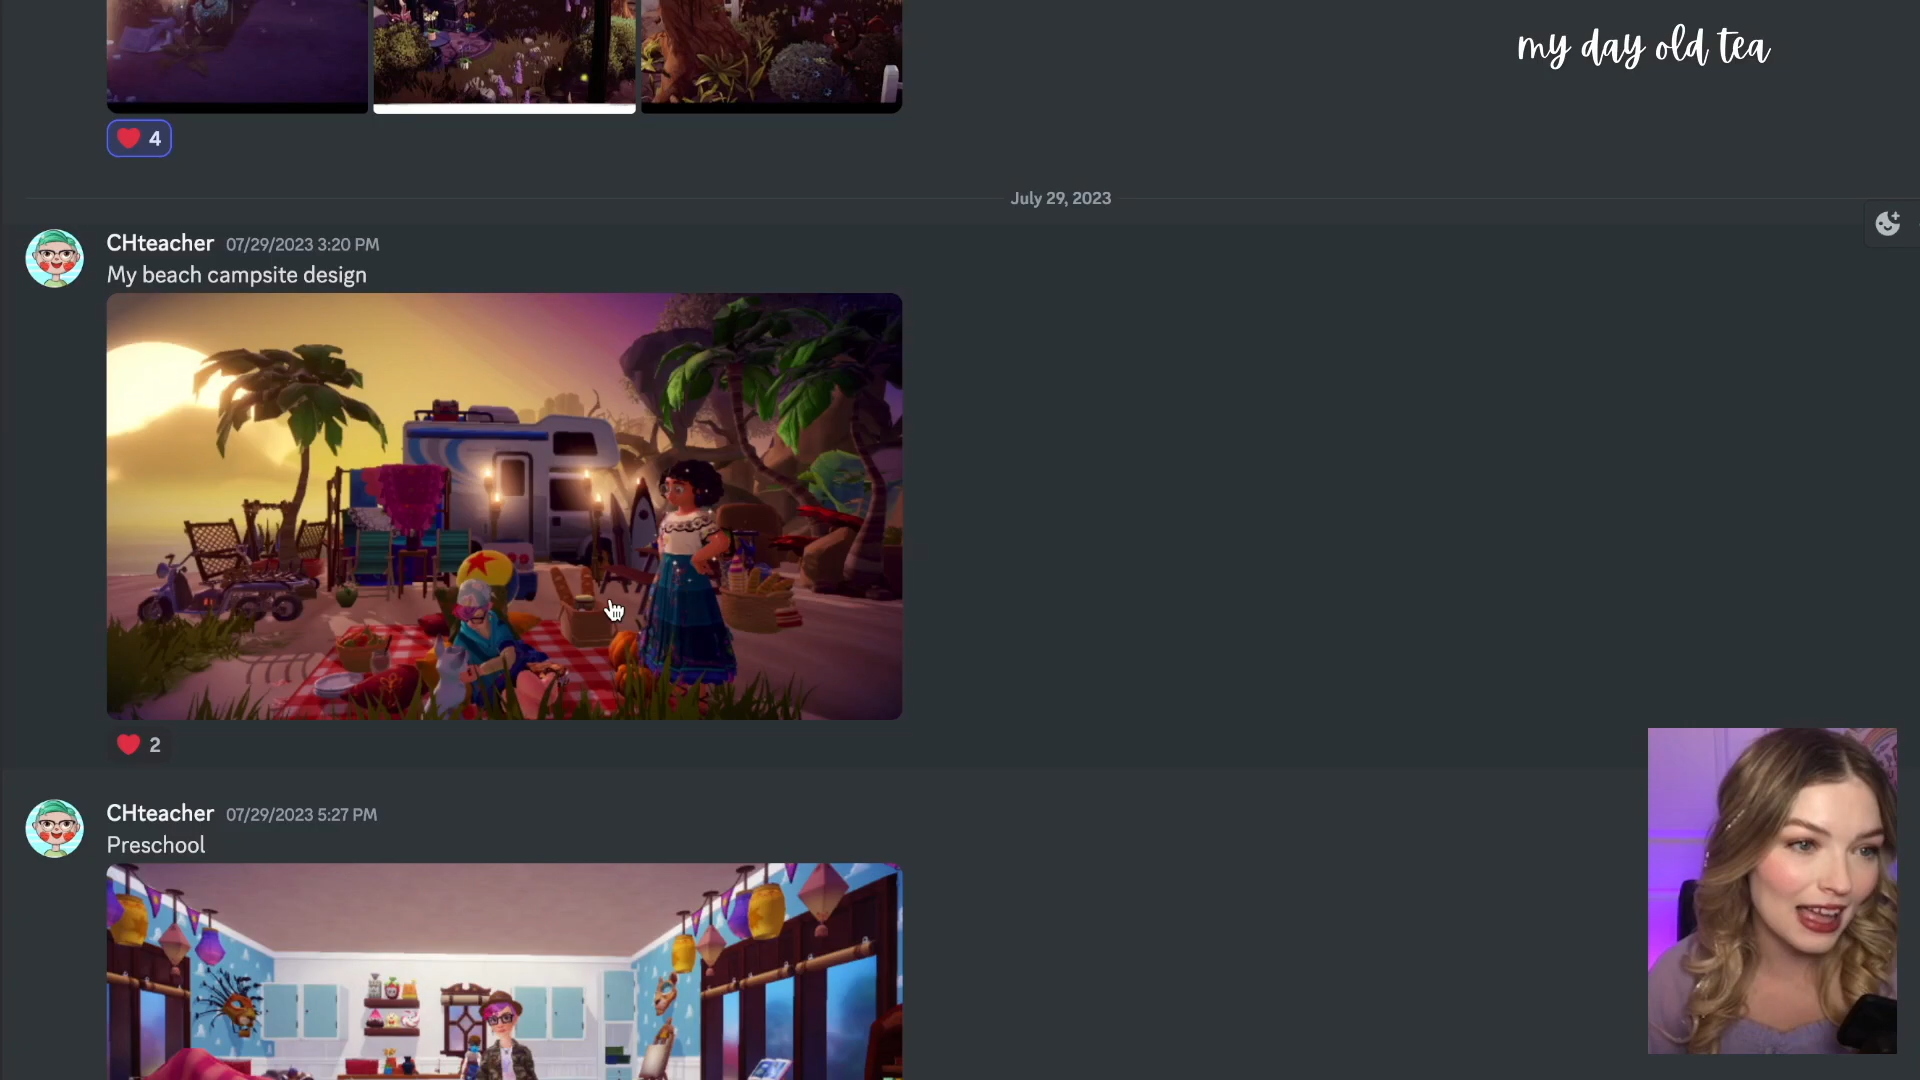 my day old tea
4
July 29, 2023
CHteacher 07/29/2023 3:20 PM
My beach campsite design
2
CHteacher 07/29/2023 5:27 PM
Preschool